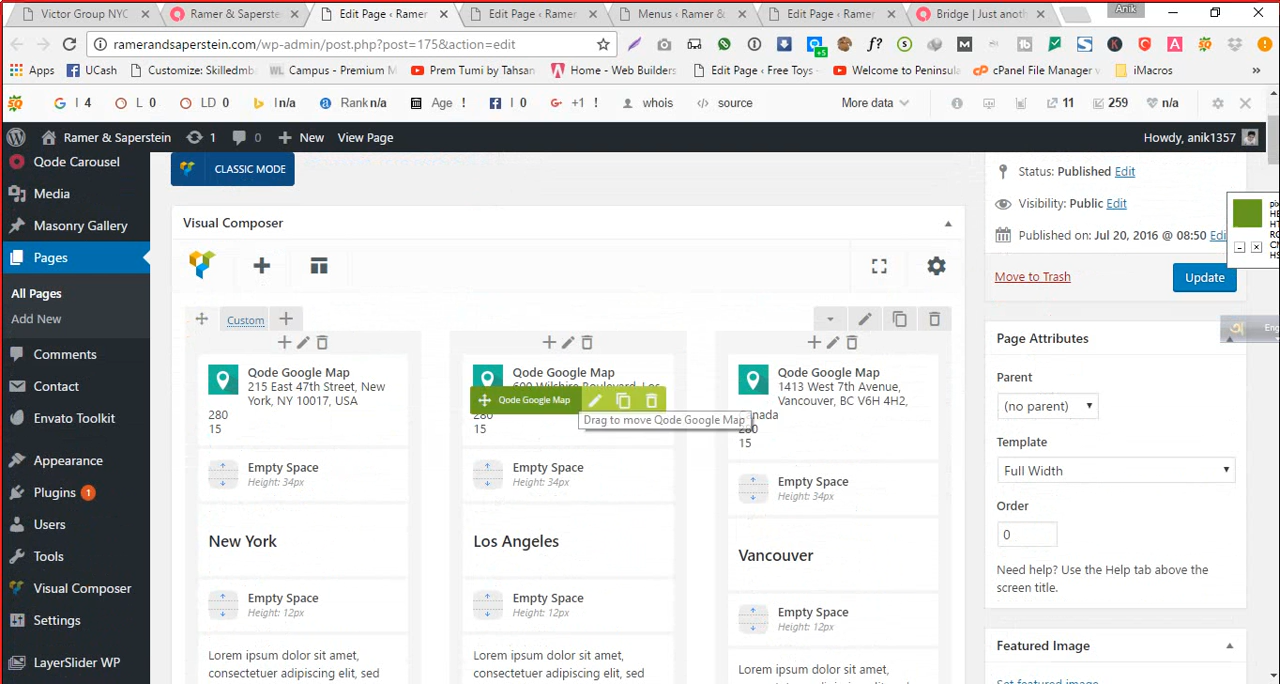 Victor Group NYC
Ramer & Saperste
Edit Page ‹ Ramer
Edit Page ‹ Ramer
Menus ‹ Ramer &
Edit Page ‹ Ramer
Bridge | Just anoth
Anik
ramerandsaperstein.com/wp-admin/post.php?post=175&action=edit
Apps
UCash
Customize: Skilledmb
Campus - Premium M
Prem Tumi by Tahsan
Home - Web Builders
Edit Page ‹ Free Toys
Welcome to Peninsula
cPanel File Manager v
iMacros
I 4
L 0
LD 0
I n/a
Rank n/a
Age !
I 0
+1 !
whois
source
More data
11
259
n/a
Ramer & Saperstein
1
0
New
View Page
Howdy, anik1357
Qode Carousel
Media
Masonry Gallery
Pages
All Pages
Add New
Comments
Contact
Envato Toolkit
Appearance
Plugins 1
Users
Tools
Visual Composer
Settings
LayerSlider WP
CLASSIC MODE
Visual Composer
Custom
Qode Google Map
215 East 47th Street, New
York, NY 10017, USA
280
15
Empty Space
Height: 34px
New York
Empty Space
Height: 12px
Lorem ipsum dolor sit amet,
consectetuer adipiscing elit, sed
Qode Google Map
600 Wilshire Boulevard, Los
Qode Google Map
Drag to move Qode Google Map
280
15
Empty Space
Height: 34px
Los Angeles
Empty Space
Height: 12px
Lorem ipsum dolor sit amet,
consectetuer adipiscing elit, sed
Qode Google Map
1413 West 7th Avenue,
Vancouver, BC V6H 4H2,
nada
280
15
Empty Space
Height: 34px
Vancouver
Empty Space
Height: 12px
Lorem ipsum dolor sit amet,
Status: Published Edit
Visibility: Public Edit
Published on: Jul 20, 2016 @ 08:50 Edi
Move to Trash
Update
Page Attributes
Parent
(no parent)
Template
Full Width
Order
0
Need help? Use the Help tab above the
screen title.
Featured Image
Set featured image
Eng